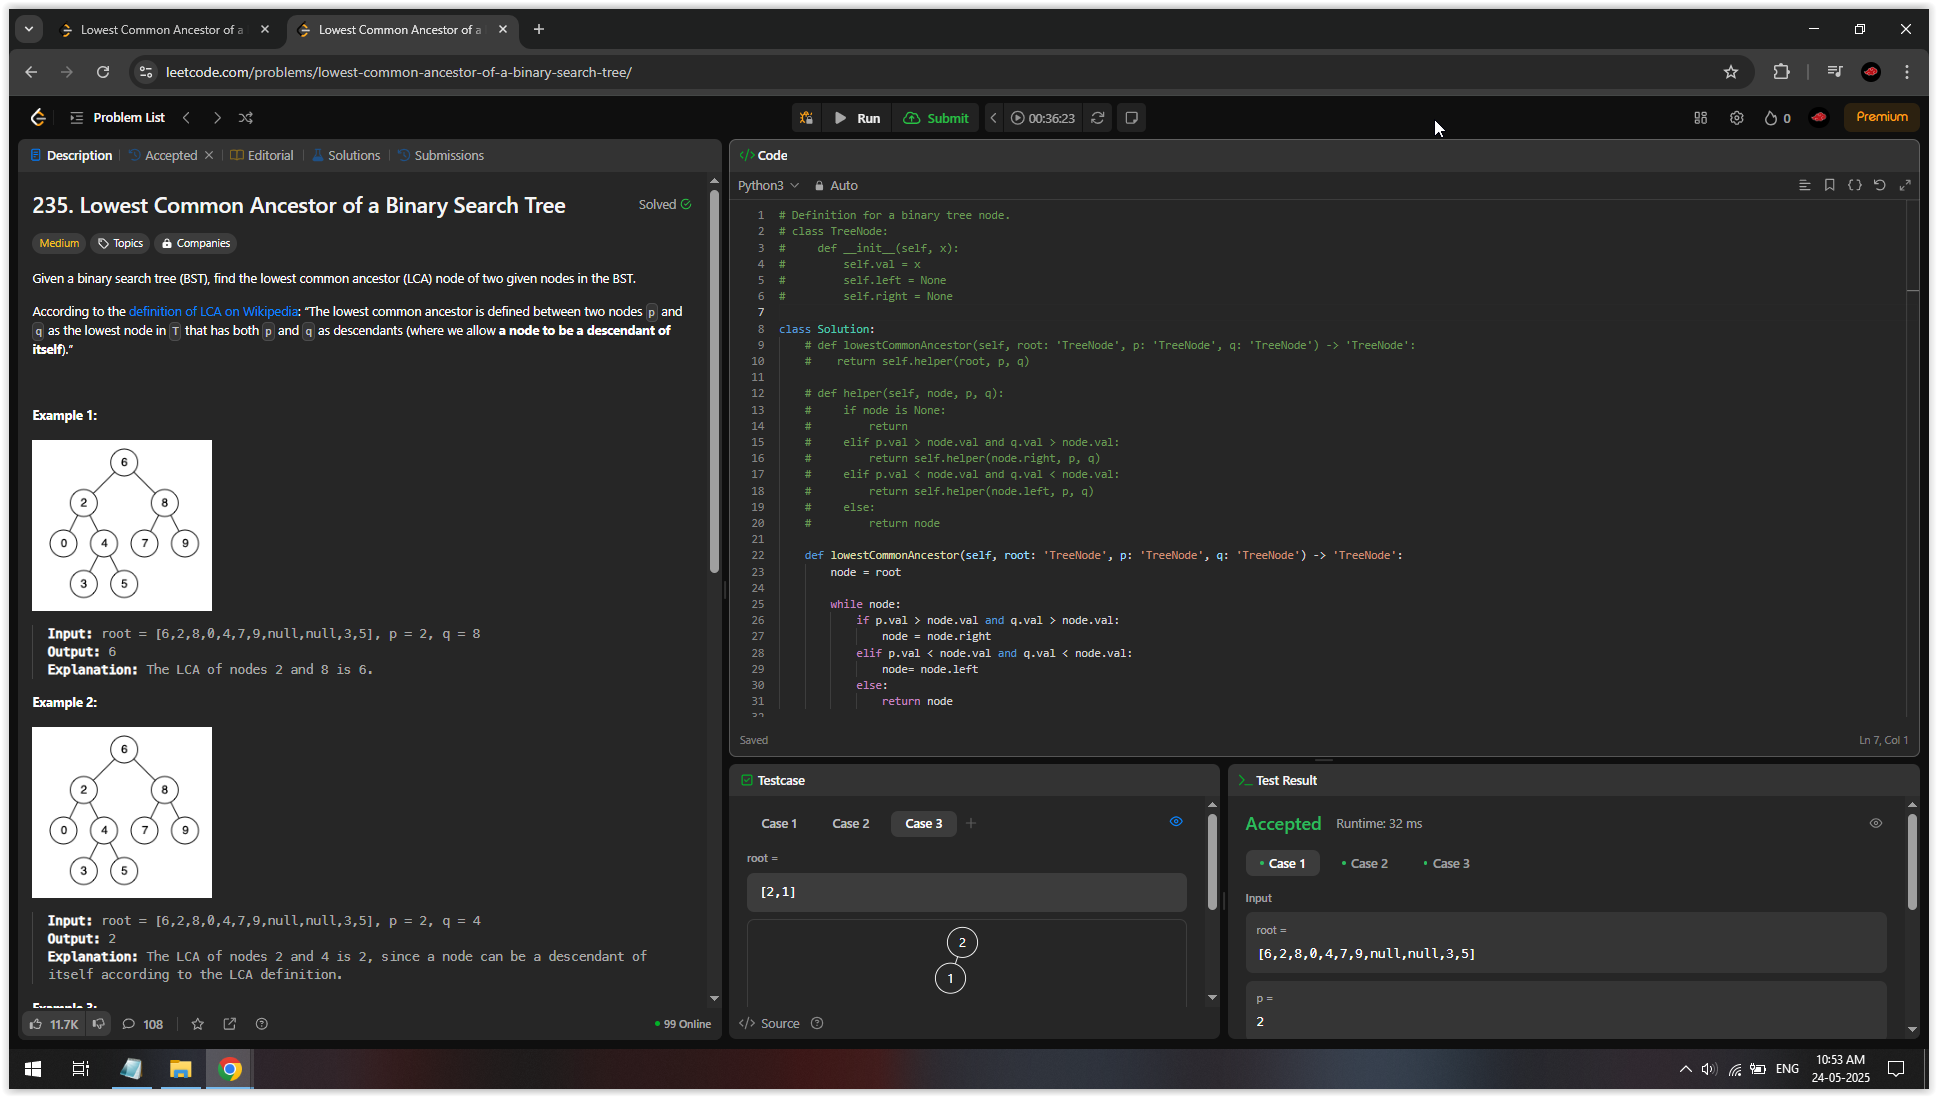 Lowest Common Ancestor of a
Lowest Common Ancestor of a
leetcode.com/problems/lowest-common-ancestor-of-a-binary-search-tree/
Problem List
Run
Submit
00:36:23
0
Premium
Description
Accepted
Editorial
Solutions
Submissions
235. Lowest Common Ancestor of a Binary Search Tree
Solved
Medium
Topics
Companies
Given a binary search tree (BST), find the lowest common ancestor (LCA) node of two given nodes in the BST.
According to the definition of LCA on Wikipedia: “The lowest common ancestor is defined between two nodes p and
q as the lowest node in T that has both p and q as descendants (where we allow a node to be a descendant of
itself).”
Example 1:
6
2 8
0 4 7 9
3 5
Input: root = [6,2,8,0,4,7,9,null,null,3,5], p = 2, q = 8
Output: 6
Explanation: The LCA of nodes 2 and 8 is 6.
Example 2:
6
2 8
0 4 7 9
3 5
Input: root = [6,2,8,0,4,7,9,null,null,3,5], p = 2, q = 4
Output: 2
Explanation: The LCA of nodes 2 and 4 is 2, since a node can be a descendant of
itself according to the LCA definition.
Example 3:
11.7K
108
99 Online
</> Code
Python3
Auto
1 # Definition for a binary tree node.
2 # class TreeNode:
3 #     def __init__(self, x):
4 #         self.val = x
5 #         self.left = None
6 #         self.right = None
7
8 class Solution:
9     # def lowestCommonAncestor(self, root: 'TreeNode', p: 'TreeNode', q: 'TreeNode') -> 'TreeNode':
10     #    return self.helper(root, p, q)
11
12     # def helper(self, node, p, q):
13     #     if node is None:
14     #         return
15     #     elif p.val > node.val and q.val > node.val:
16     #         return self.helper(node.right, p, q)
17     #     elif p.val < node.val and q.val < node.val:
18     #         return self.helper(node.left, p, q)
19     #     else:
20     #         return node
21
22     def lowestCommonAncestor(self, root: 'TreeNode', p: 'TreeNode', q: 'TreeNode') -> 'TreeNode':
23         node = root
24
25         while node:
26             if p.val > node.val and q.val > node.val:
27                 node = node.right
28             elif p.val < node.val and q.val < node.val:
29                 node= node.left
30             else:
31                 return node
32
Saved
Ln 7, Col 1
Testcase
Case 1
Case 2
Case 3
root =
[2,1]
2
1
</> Source
Test Result
Accepted
Runtime: 32 ms
Case 1
Case 2
Case 3
Input
root =
[6,2,8,0,4,7,9,null,null,3,5]
p =
2
ENG
10:53 AM
24-05-2025